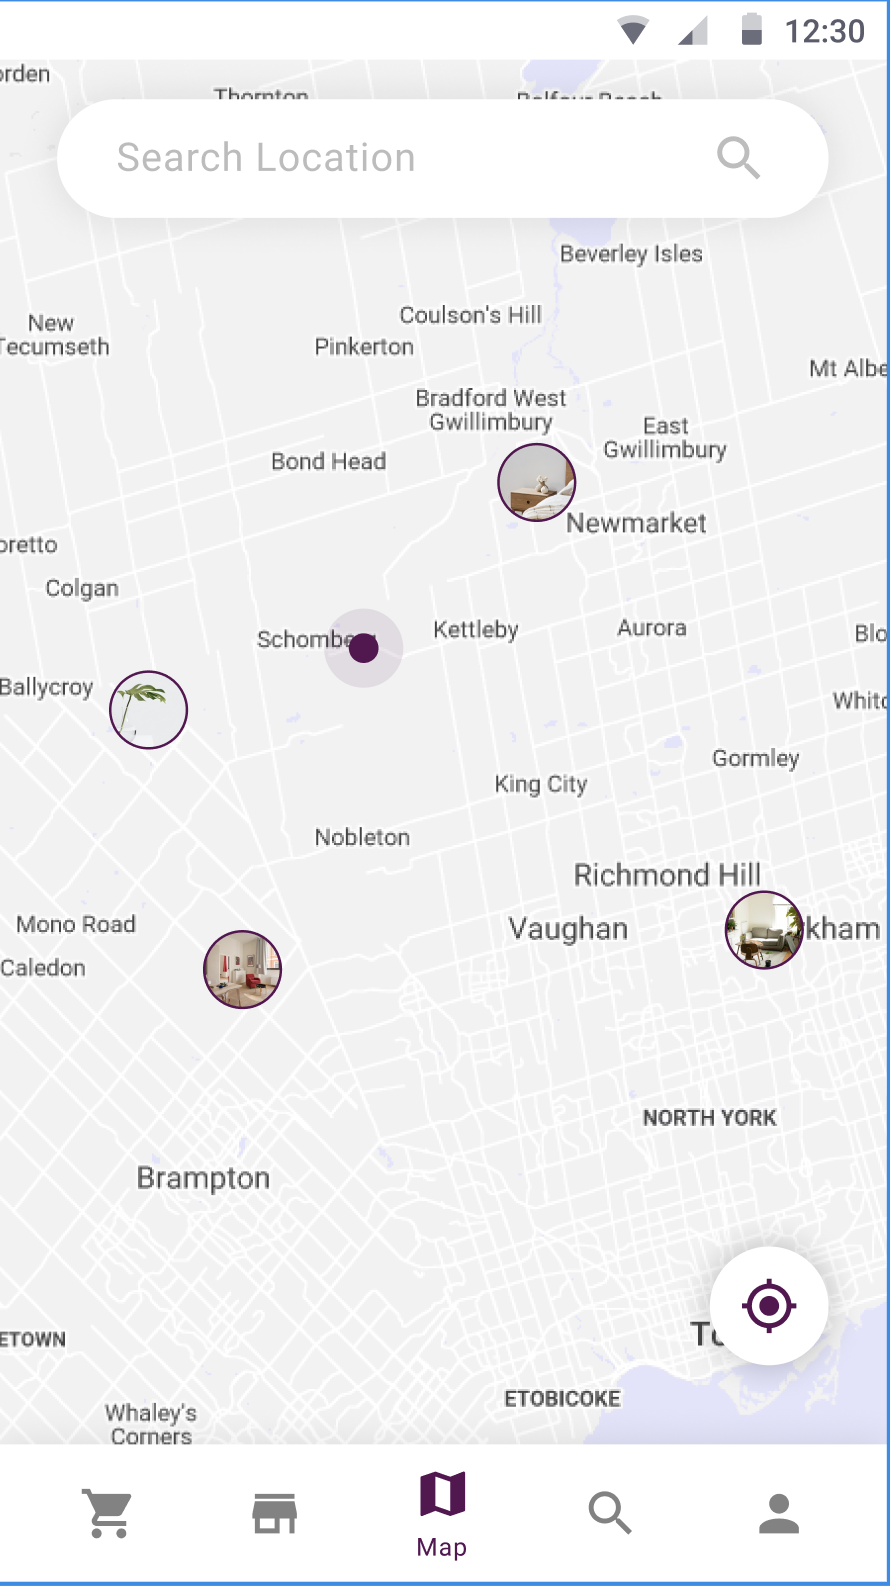 12:30
orden
Thornton
Balfour Beach
Search Location
Beverley Isles
Coulson's Hill
New
Tecumseth
Pinkerton
Mt Albe
Bradford West
Gwillimbury
East
Gwillimbury
Bond Head
Newmarket
oretto
Colgan
Schombe
Kettleby
Aurora
Blo
Ballycroy
Whitc
Gormley
King City
Nobleton
Richmond Hill
Mono Road
Vaughan
kham
Caledon
NORTH YORK
Brampton
To
ETOWN
ETOBICOKE
Whaley's
Corners
Map